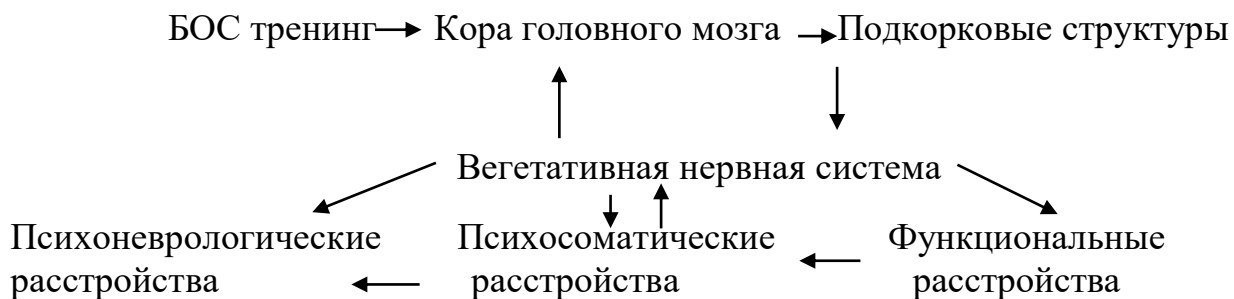 БОС тренинг Кора головного мозга Подкорковые структуры
Вегетативная нервная система
Психоневрологические Психосоматические Функциональные
расстройства расстройства расстройства